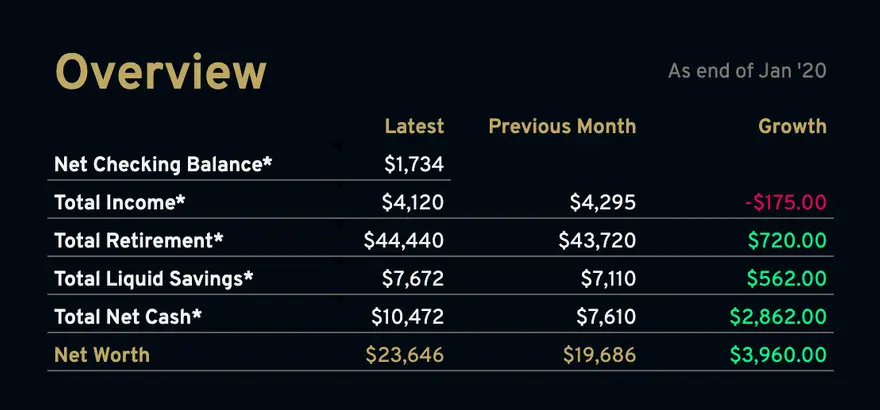 Overview
As end of Jan '20
Latest Previous Month Growth
Net Checking Balance* $1,734
Total Income* $4,120 $4,295 -$175.00
Total Retirement* $44,440 $43,720 $720.00
Total Liquid Savings* $7,672 $7,110 $562.00
Total Net Cash* $10,472 $7,610 $2,862.00
Net Worth $23,646 $19,686 $3,960.00